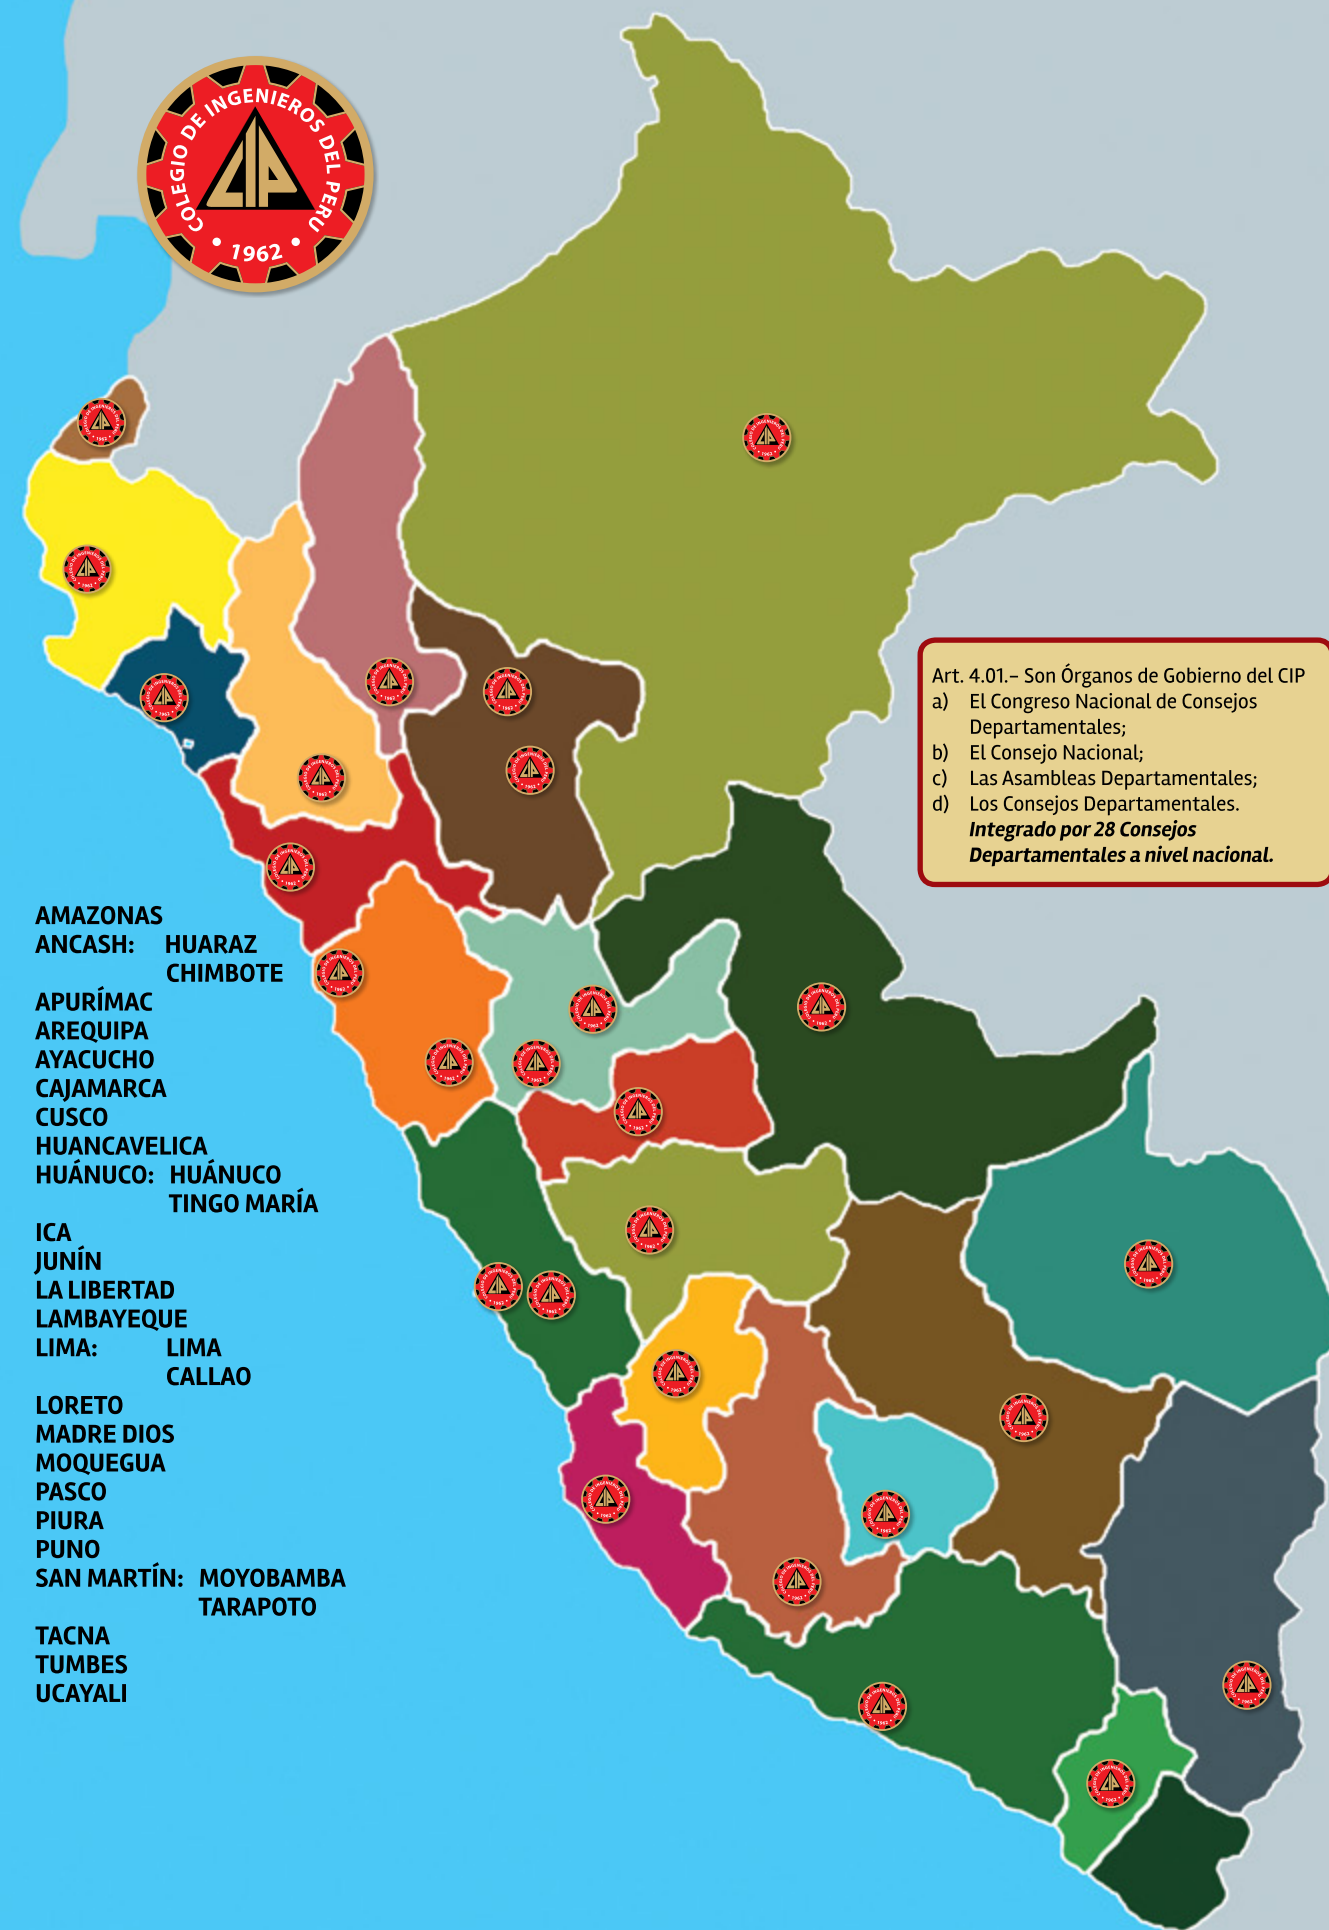 COLEGIO DE INGENIEROS DEL PERU
CIP
• 1962 •
Art. 4.01.– Son Órganos de Gobierno del CIP
a) El Congreso Nacional de Consejos
Departamentales;
b) El Consejo Nacional;
c) Las Asambleas Departamentales;
d) Los Consejos Departamentales.
Integrado por 28 Consejos
Departamentales a nivel nacional.
AMAZONAS
ANCASH: HUARAZ
CHIMBOTE
APURÍMAC
AREQUIPA
AYACUCHO
CAJAMARCA
CUSCO
HUANCAVELICA
HUÁNUCO: HUÁNUCO
TINGO MARÍA
ICA
JUNÍN
LA LIBERTAD
LAMBAYEQUE
LIMA: LIMA
CALLAO
LORETO
MADRE DIOS
MOQUEGUA
PASCO
PIURA
PUNO
SAN MARTÍN: MOYOBAMBA
TARAPOTO
TACNA
TUMBES
UCAYALI